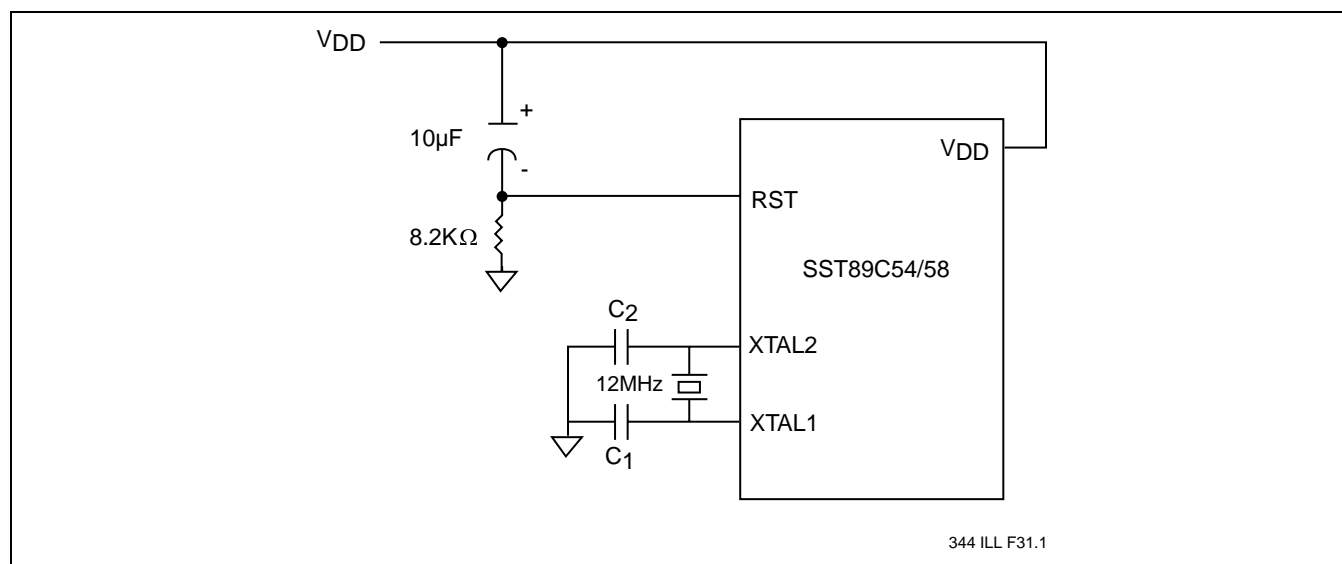 VDD
+
10µF
-
8.2KΩ
VDD
RST
SST89C54/58
C2
XTAL2
12MHz
XTAL1
C1
344 ILL F31.1